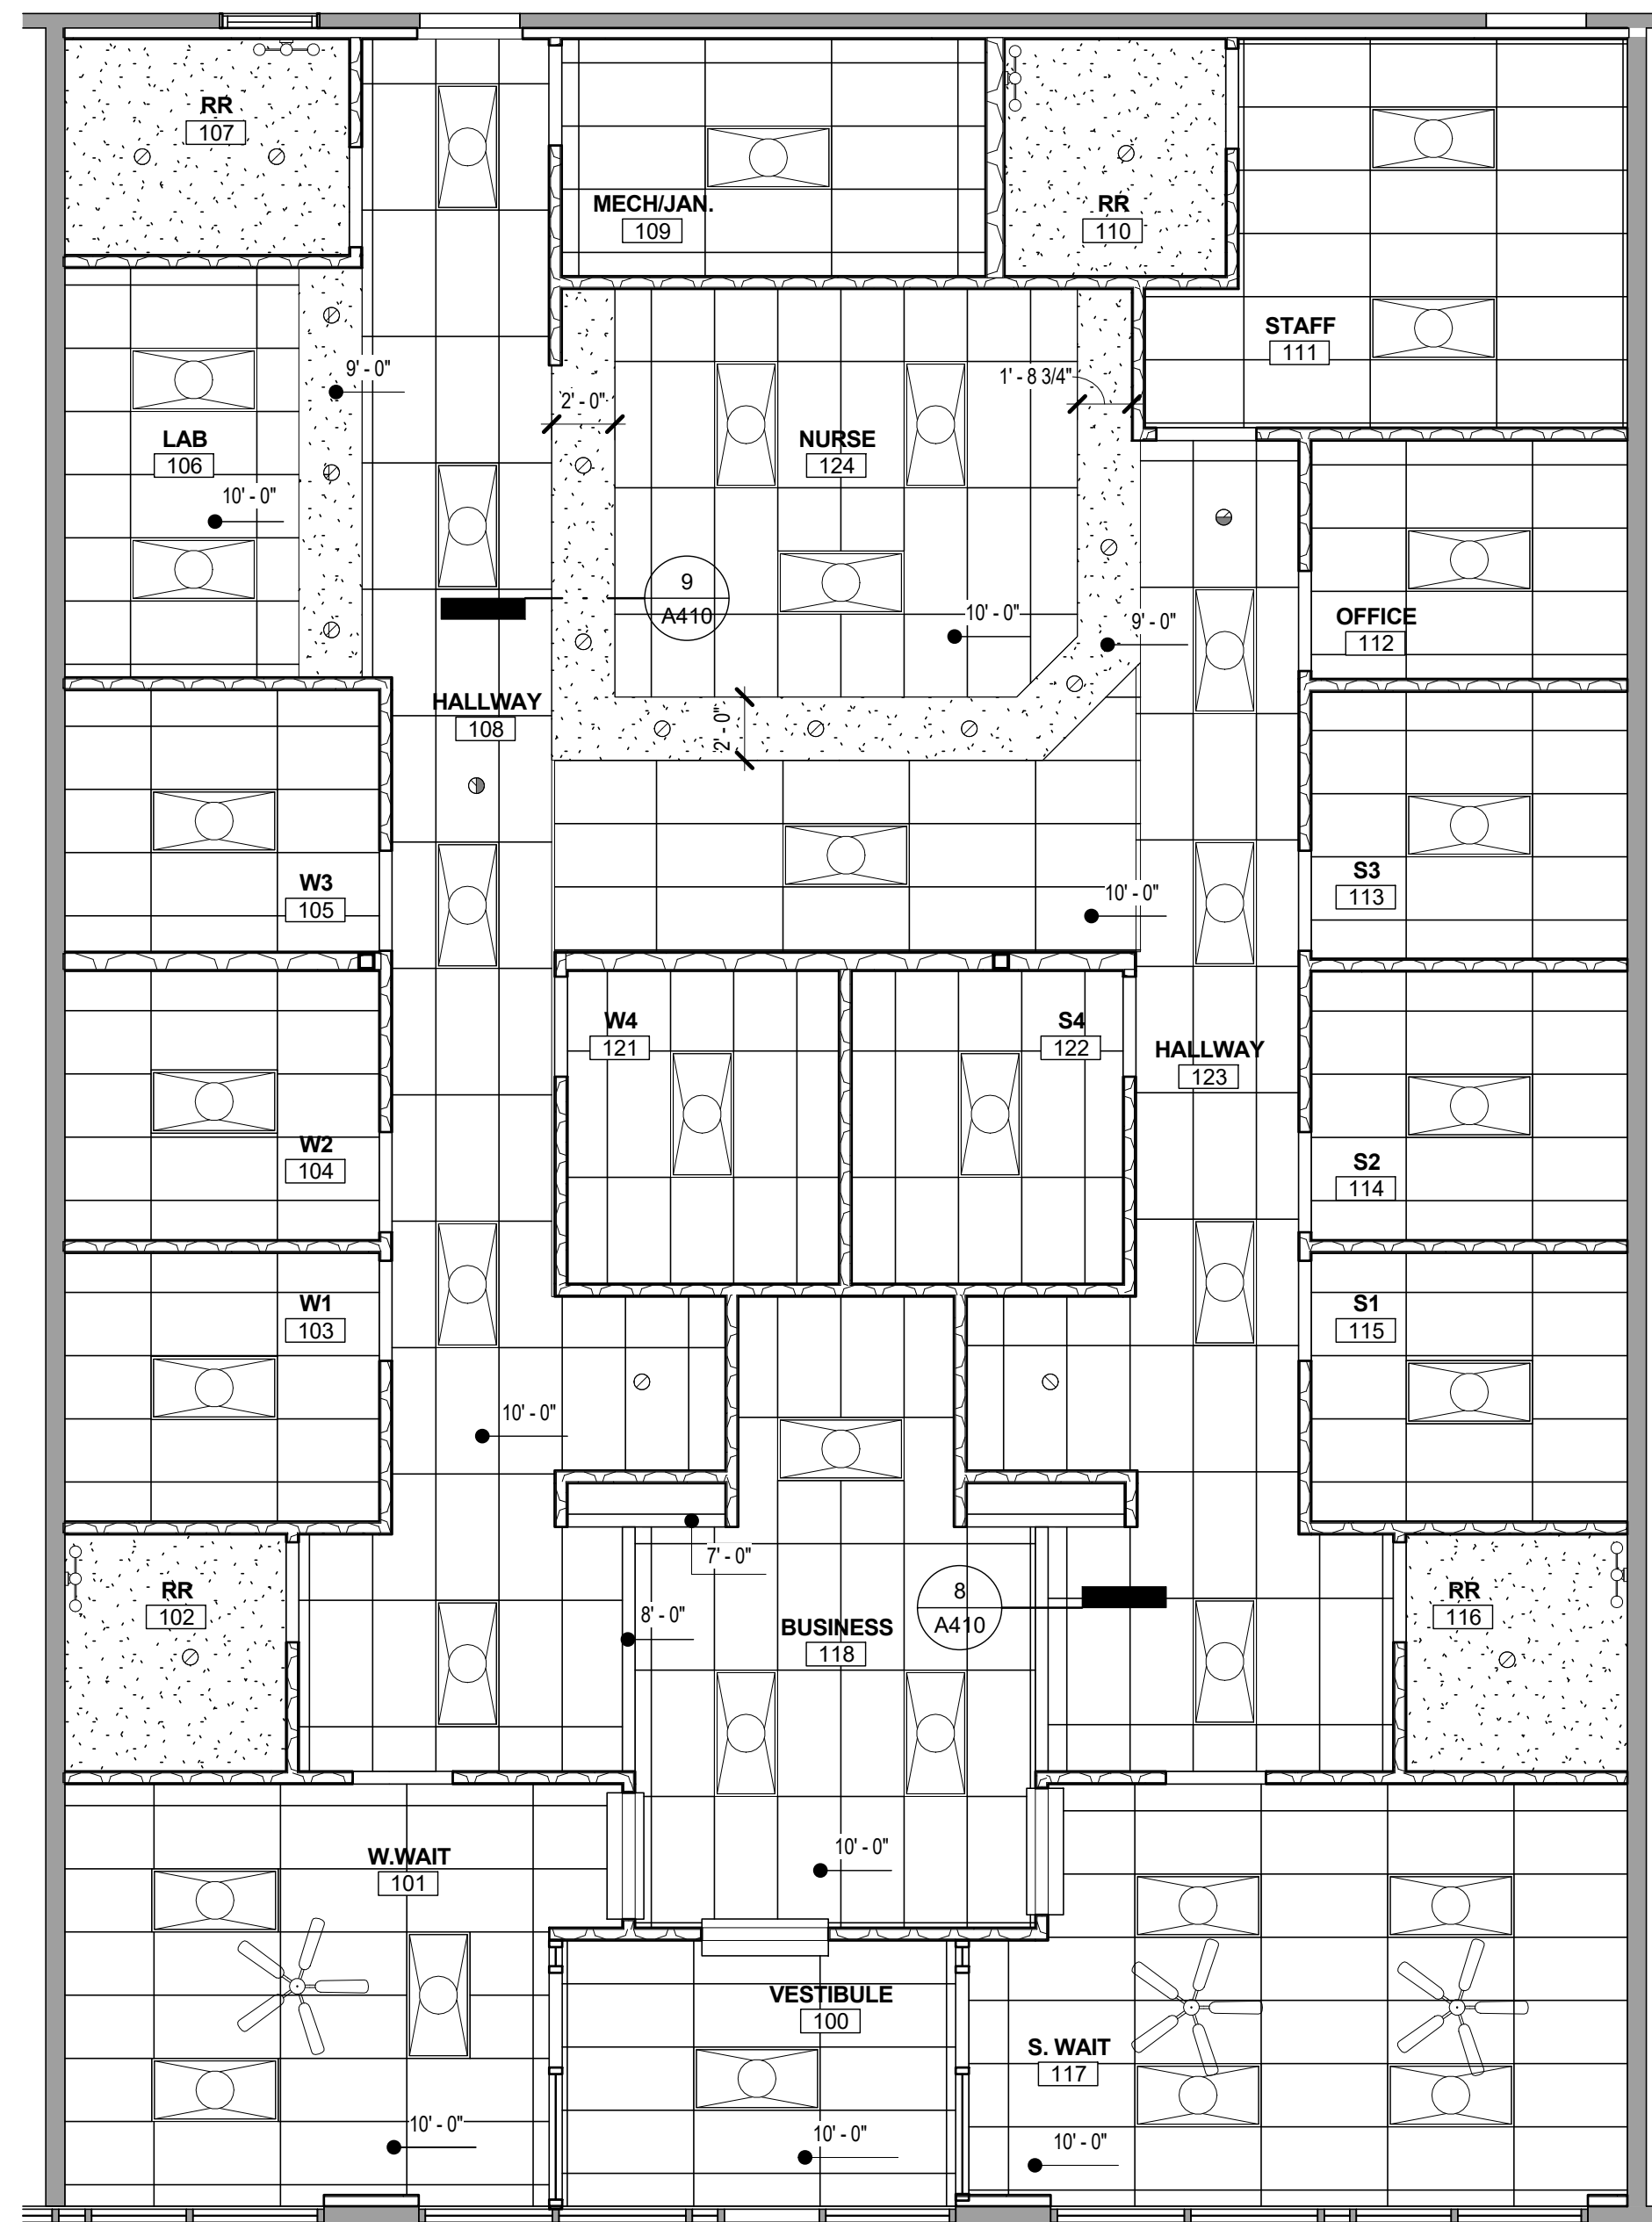 RR
107
MECH/JAN.
109
RR
110
STAFF
111
9' - 0"
2' - 0"
1' - 8 3/4"
LAB
106
NURSE
124
10' - 0"
9
A410
10' - 0"
9' - 0"
OFFICE
112
HALLWAY
108
2' - 0"
W3
105
10' - 0"
S3
113
W4
121
S4
122
HALLWAY
123
W2
104
S2
114
W1
103
S1
115
10' - 0"
7' - 0"
RR
102
8' - 0"
BUSINESS
118
8
A410
RR
116
W.WAIT
101
10' - 0"
VESTIBULE
100
S. WAIT
117
10' - 0"
10' - 0"
10' - 0"